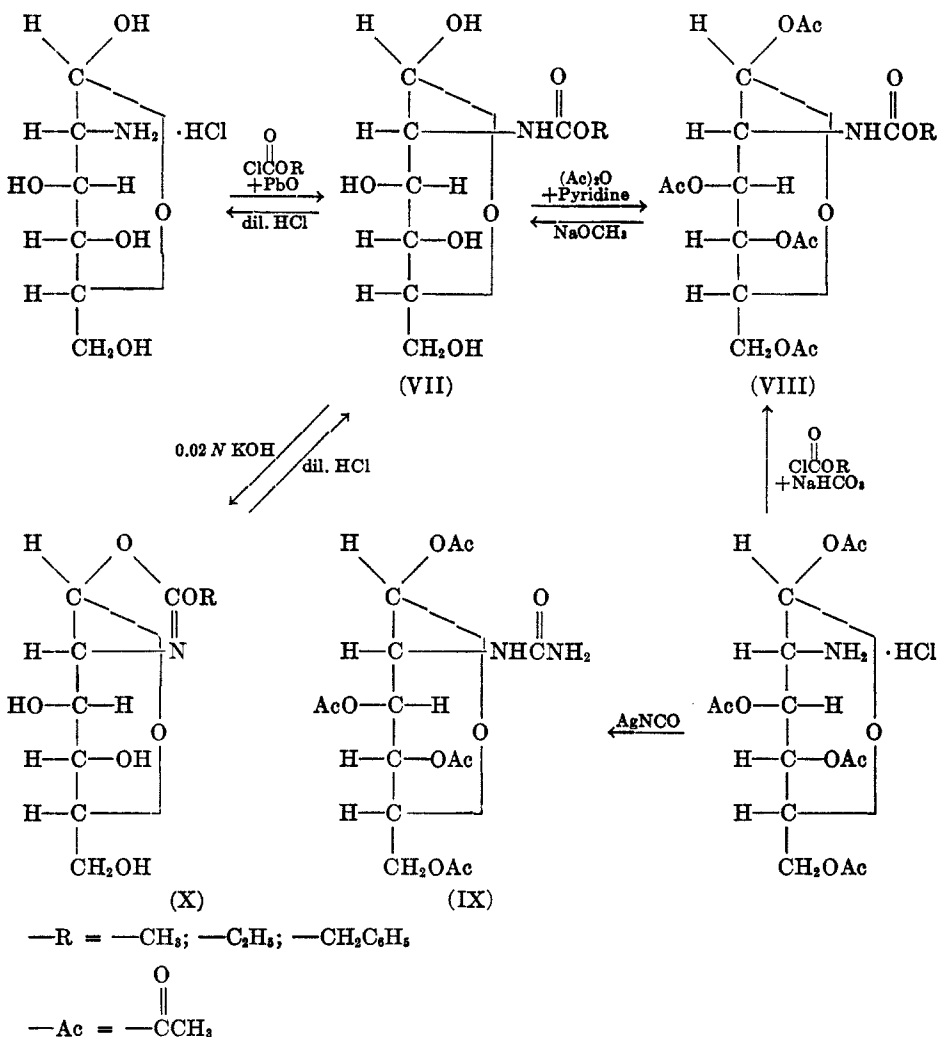 H OH H OH H OAc
O O
C C C
H—C—NH₂ ·HCl H—C—NHCOR H—C—NHCOR
O
ClCOR (Ac)₂O
+PbO +Pyridine
HO—C—H HO—C—H AcO—C—H
dil. HCl NaOCH₃
O O O
H—C—OH H—C—OH H—C—OAc
H—C H—C H—C
CH₂OH CH₂OH CH₂OAc
(VII) (VIII)
0.02 N KOH
dil. HCl
O
ClCOR
+NaHCO₃
H O H OAc H OAc
O
C COR C C
H—C N H—C—NHCNH₂ H—C—NH₂ ·HCl
HO—C—H AcO—C—H AcO—C—H
AgNCO
O O O
H—C—OH H—C—OAc H—C—OAc
H—C H—C H—C
CH₂OH CH₂OAc CH₂OAc
(X) (IX)
—R = —CH₃; —C₂H₅; —CH₂C₆H₅
O
—Ac = —CCH₃